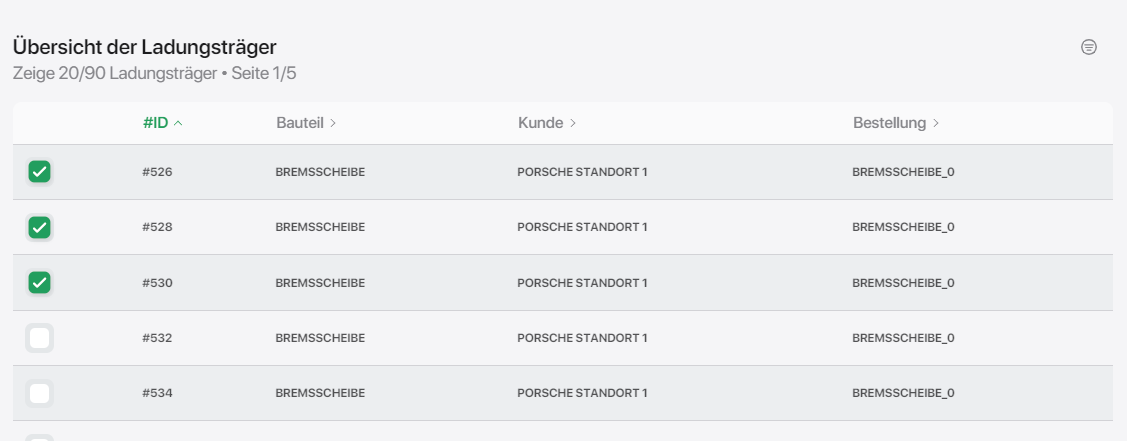 Übersicht der Ladungsträger
Zeige 20/90 Ladungsträger • Seite 1/5
#ID Bauteil Kunde Bestellung
#526 BREMSSCHEIBE PORSCHE STANDORT 1 BREMSSCHEIBE_0
#528 BREMSSCHEIBE PORSCHE STANDORT 1 BREMSSCHEIBE_0
#530 BREMSSCHEIBE PORSCHE STANDORT 1 BREMSSCHEIBE_0
#532 BREMSSCHEIBE PORSCHE STANDORT 1 BREMSSCHEIBE_0
#534 BREMSSCHEIBE PORSCHE STANDORT 1 BREMSSCHEIBE_0